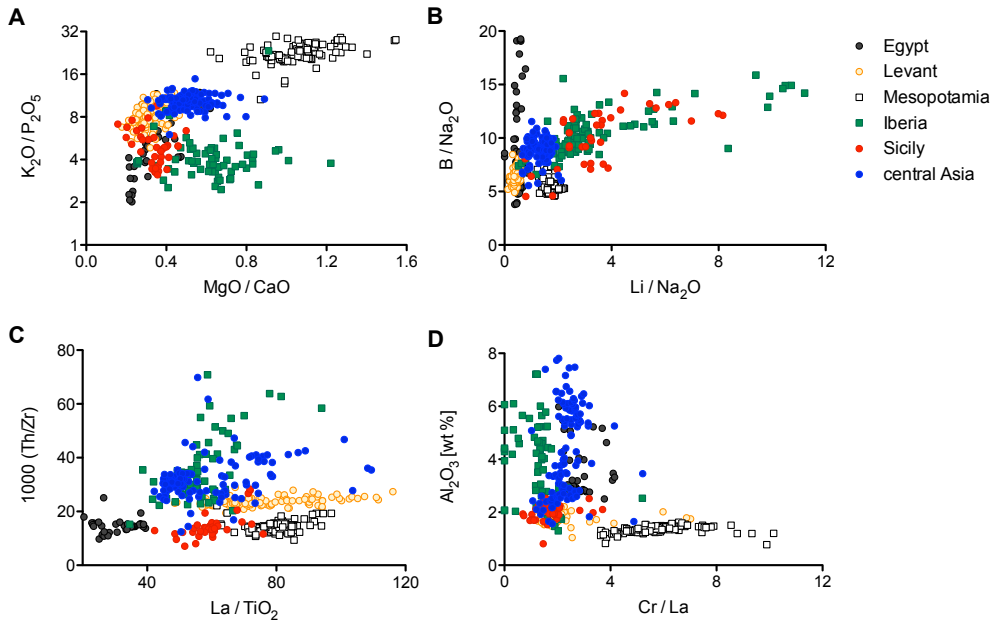 A
K₂O / P₂O₅
32
16
8
4
2
1
0.0 0.4 0.8 1.2 1.6
MgO / CaO
B
B / Na₂O
20
15
10
5
0
0 4 8 12
Li / Na₂O
Egypt
Levant
Mesopotamia
Iberia
Sicily
central Asia
C
1000 (Th/Zr)
80
60
40
20
0
40 80 120
La / TiO₂
D
Al₂O₃ [wt %]
8
6
4
2
0
0 4 8 12
Cr / La